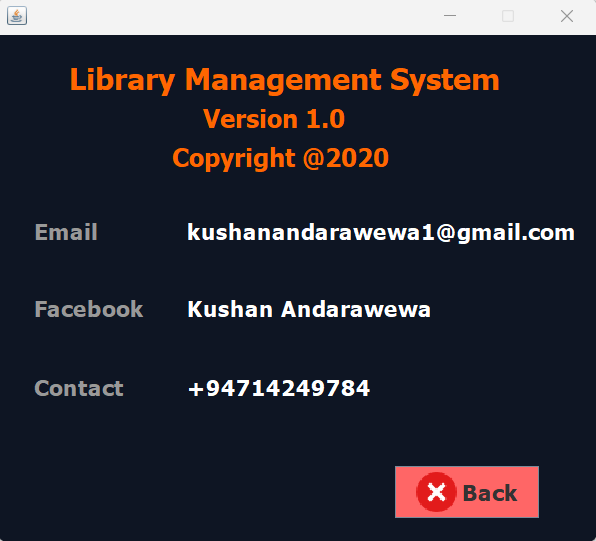 Library Management System
Version 1.0
Copyright @2020
Email kushanandarawewa1@gmail.com
Facebook Kushan Andarawewa
Contact +94714249784
Back